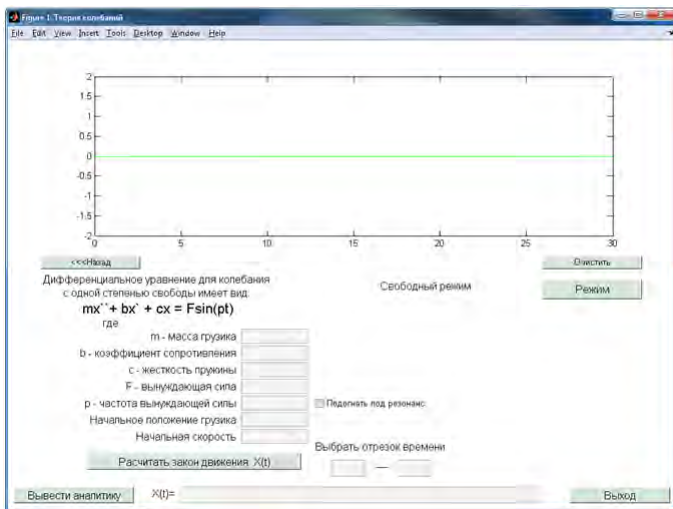 Figure 1: Теория колебаний
File Edit View Insert Tools Desktop Window Help
2
1.5
1
0.5
0
-0.5
-1
-1.5
-2
0 5 10 15 20 25 30
<<<Назад
Очистить
Дифференциальное уравнение для колебания
с одной степенью свободы имеет вид:
Свободный режим
Режим
mx``+ bx` + cx = Fsin(pt)
где
m - масса грузика
b - коэффициент сопротивления
c - жесткость пружины
F - вынуждающая сила
p - частота вынуждающей силы
Подогнать под резонанс
Начальное положение грузика
Начальная скорость
Выбрать отрезок времени
Расчитать закон движения X(t)
—
Вывести аналитику
X(t)=
Выход